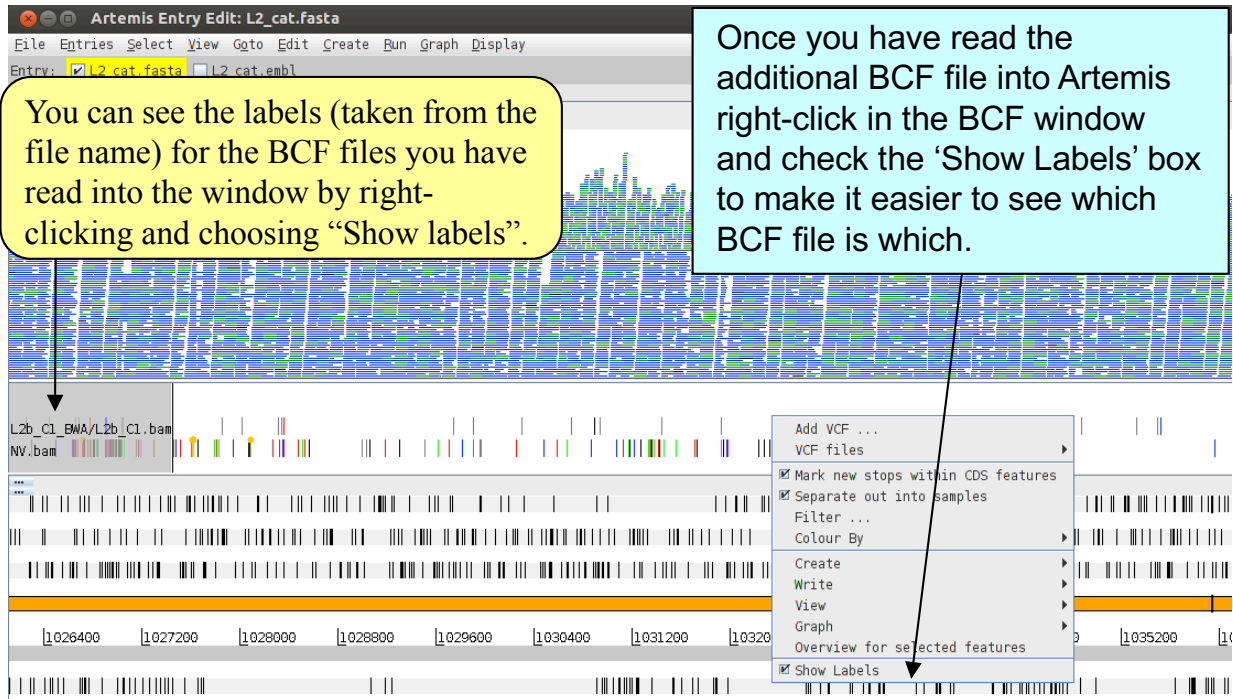 Artemis Entry Edit: L2_cat.fasta
File Entries Select View Goto Edit Create Run Graph Display
Entry: L2_cat.fasta L2_cat.embl
You can see the labels (taken from the
file name) for the BCF files you have
read into the window by right-
clicking and choosing “Show labels”.
Once you have read the
additional BCF file into Artemis
right-click in the BCF window
and check the ‘Show Labels’ box
to make it easier to see which
BCF file is which.
L2b_C1_BWA/L2b_C1.bam
NV.bam
Add VCF ...
VCF files
Mark new stops within CDS features
Separate out into samples
Filter ...
Colour By
Create
Write
View
Graph
Overview for selected features
Show Labels
1026400 1027200 1028000 1028800 1029600 1030400 1031200 10320 1035200